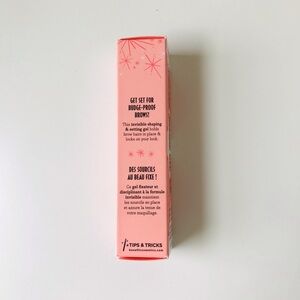 GET SET FOR
BUDGE-PROOF
BROWS!
This invisible shaping
& setting gel holds
brow hairs in place &
locks on your look.
DES SOURCILS
AU BEAU FIXE !
Ce gel fixateur et
disciplinant à la formule
invisible maintient
les sourcils en place
et assure la tenue de
votre maquillage.
TIPS & TRICKS
benefitcosmetics.com